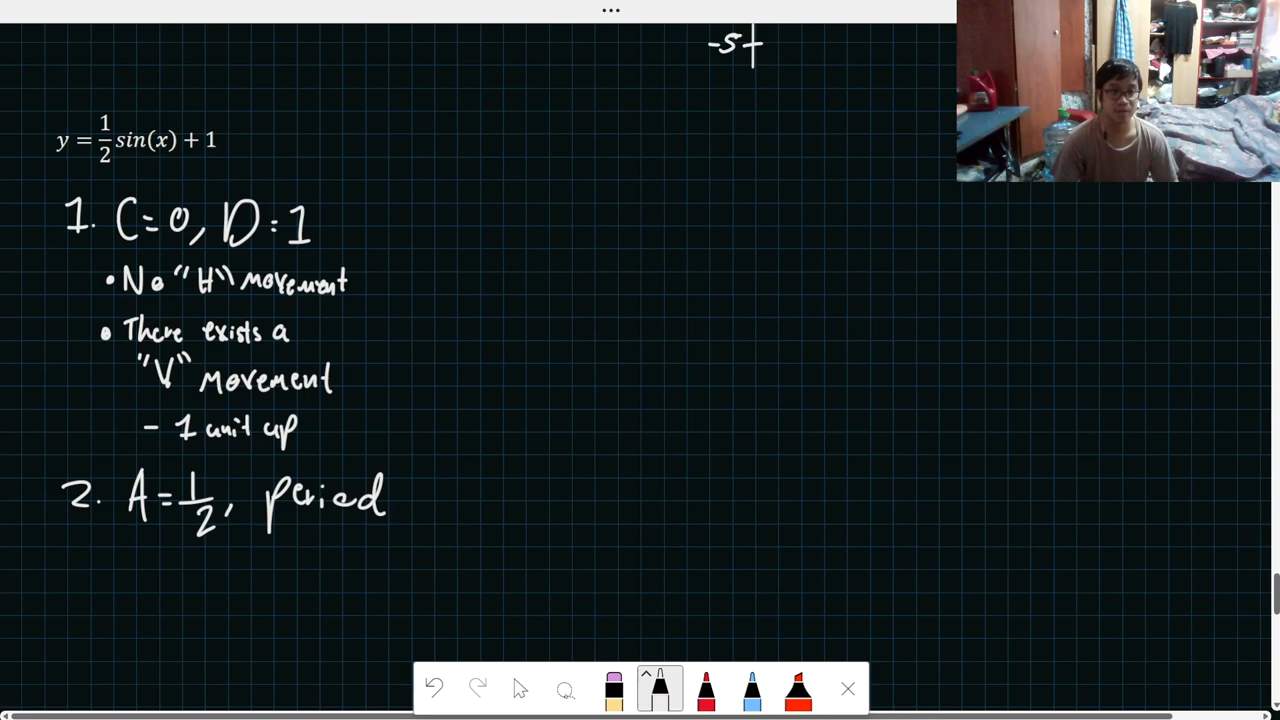 -5
y = 1/2 sin(x) + 1
1. C=0, D=1
• No "H" movement
• There exists a
"V" movement
- 1 unit up
2. A = 1/2, period